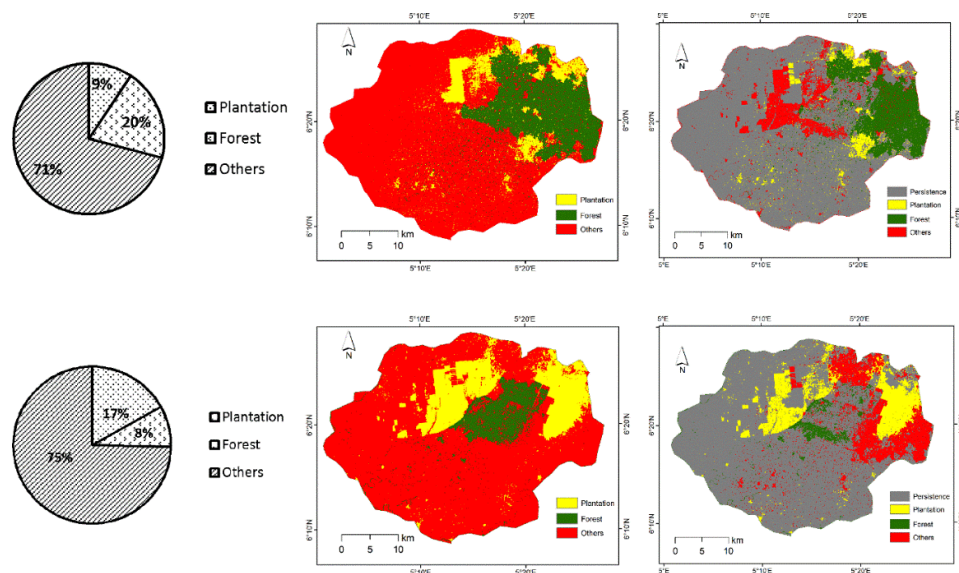 9%
20%
71%
Plantation
Forest
Others
5°10'E
5°20'E
N
6°20'N
6°10'N
Plantation
Forest
Others
km
0 5 10
5°10'E
5°20'E
5°E
5°10'E
5°20'E
N
6°20'N
6°10'N
Persistence
Plantation
Forest
Others
km
0 5 10
5°E
5°10'E
5°20'E
17%
8%
75%
Plantation
Forest
Others
5°10'E
5°20'E
N
6°20'N
6°10'N
Plantation
Forest
Others
km
0 5 10
5°10'E
5°20'E
5°E
5°10'E
5°20'E
N
6°20'N
6°10'N
Persistence
Plantation
Forest
Others
km
0 5 10
5°E
5°10'E
5°20'E